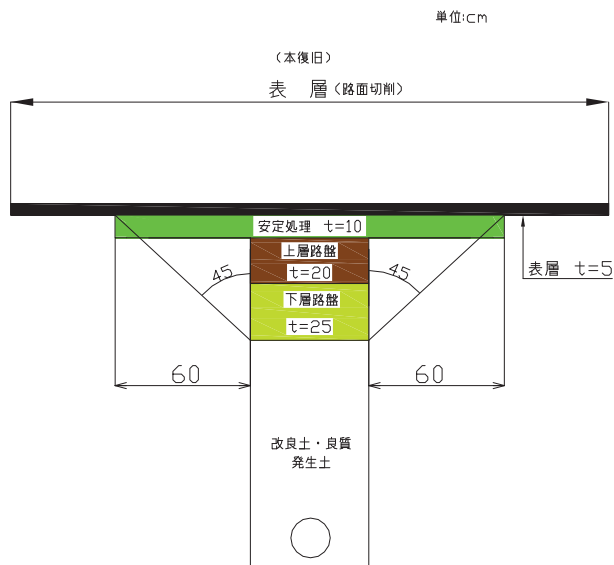 単位:cm
（本復旧）
表　層（路面切削）
安定処理 t=10
上層路盤
t=20
45
45
表層 t=5
下層路盤
t=25
60
60
改良土・良質
発生土